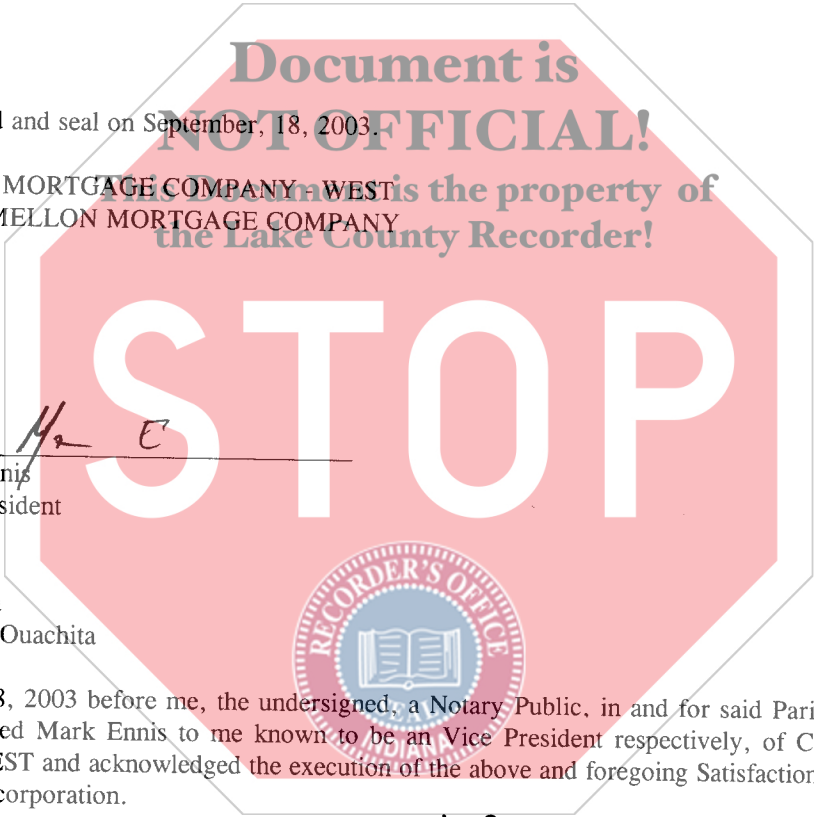 Document is
NOT OFFICIAL!
This Document is the property of
the Lake County Recorder!
and seal on September, 18, 2003.
MORTGAGE COMPANY - WEST
MELLON MORTGAGE COMPANY
STOP
nis
sident
RECORDER'S OFFICE
INDIANA
Ouachita
8, 2003 before me, the undersigned, a Notary Public, in and for said Pari
ed Mark Ennis to me known to be an Vice President respectively, of C
EST and acknowledged the execution of the above and foregoing Satisfaction
corporation.